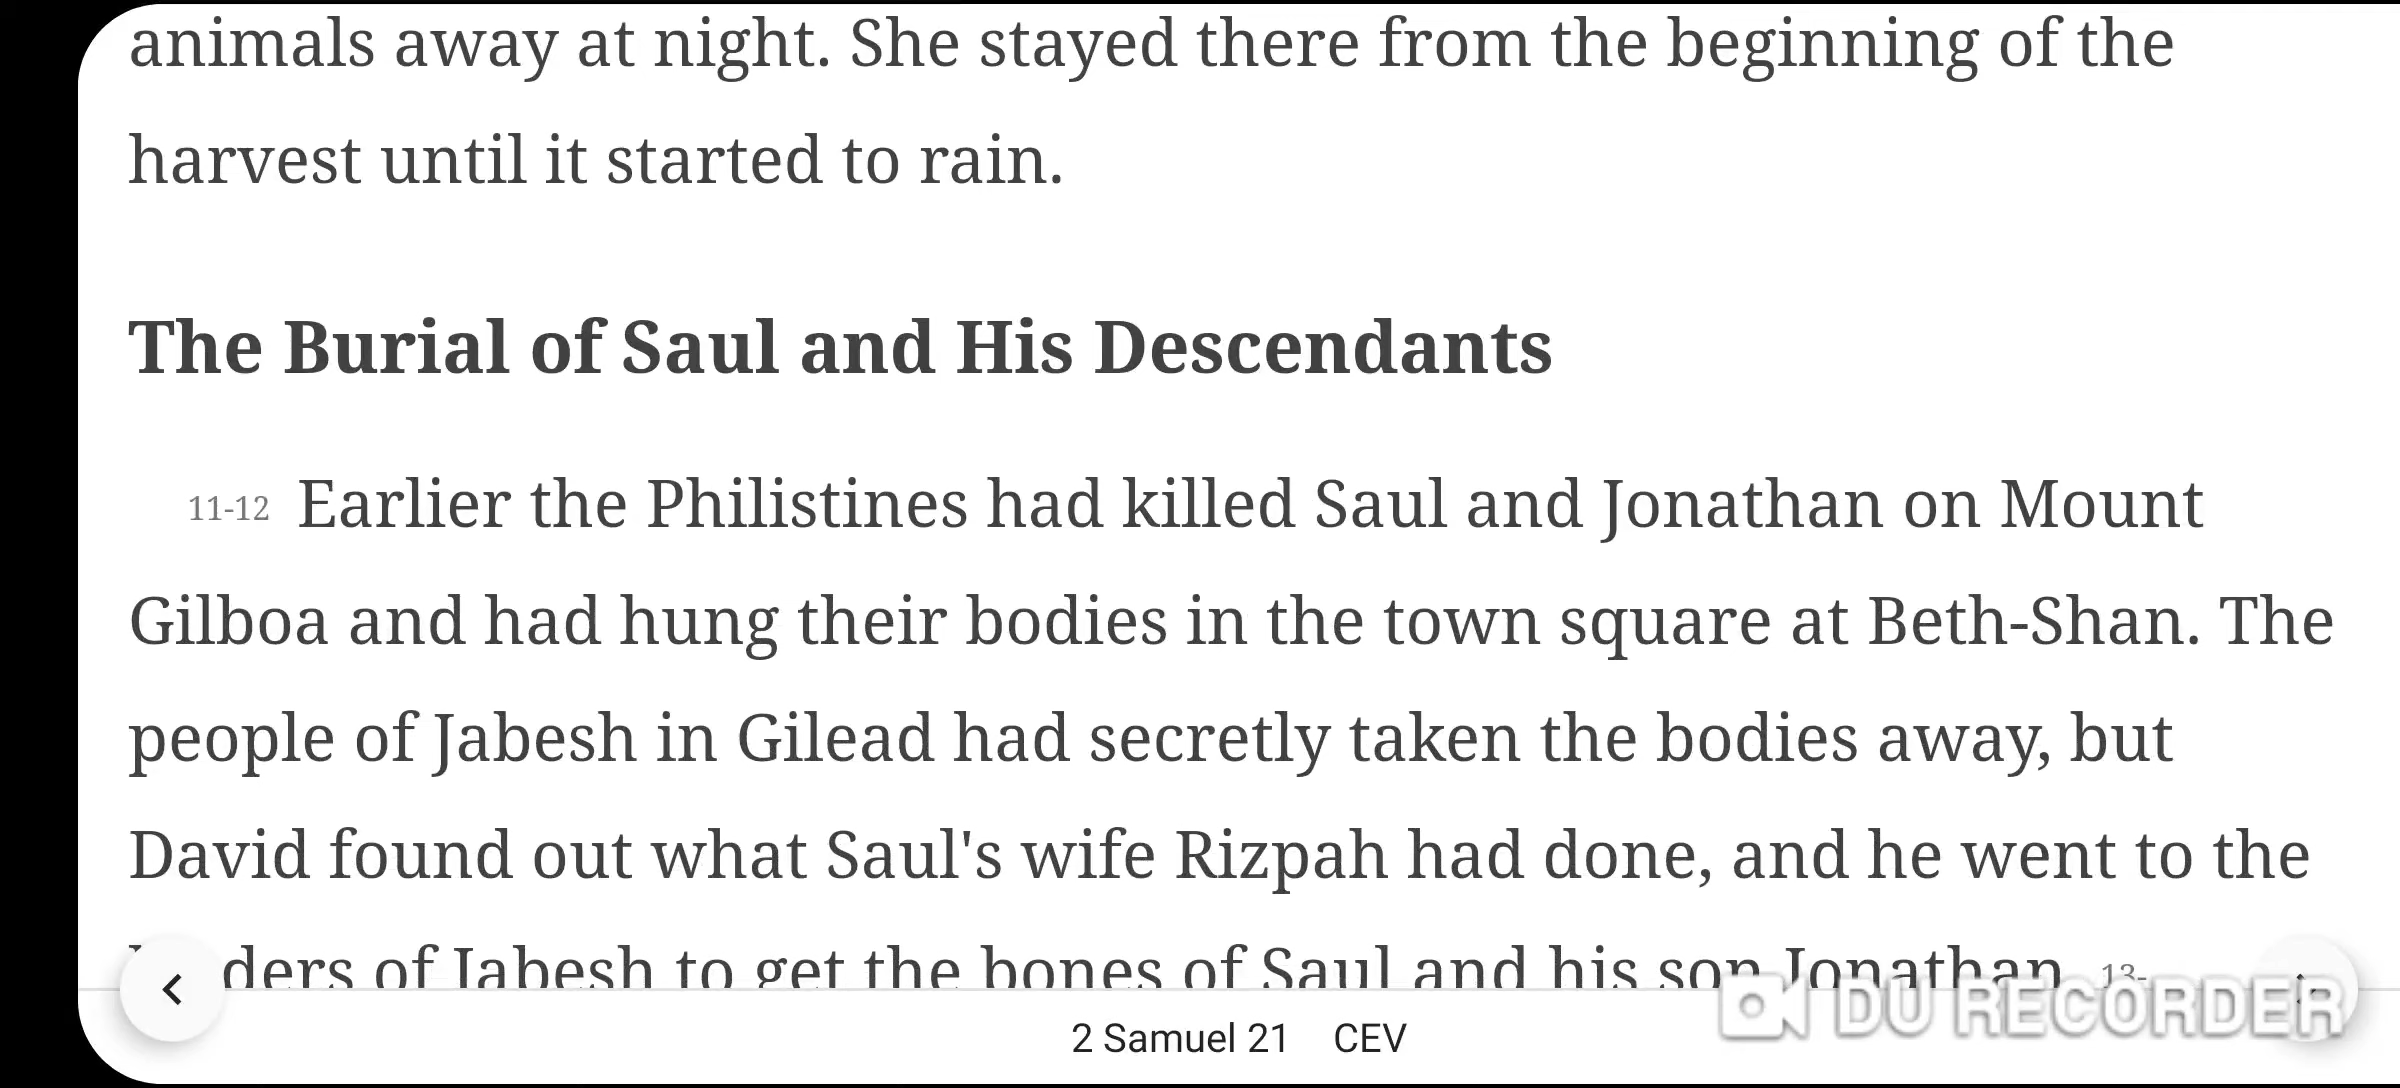 animals away at night. She stayed there from the beginning of the
harvest until it started to rain.
The Burial of Saul and His Descendants
11-12 Earlier the Philistines had killed Saul and Jonathan on Mount
Gilboa and had hung their bodies in the town square at Beth-Shan. The
people of Jabesh in Gilead had secretly taken the bodies away, but
David found out what Saul's wife Rizpah had done, and he went to the
ders of Jabesh to get the bones of Saul and his son Jonathan. 13-
2 Samuel 21 CEV
DU RECORDER